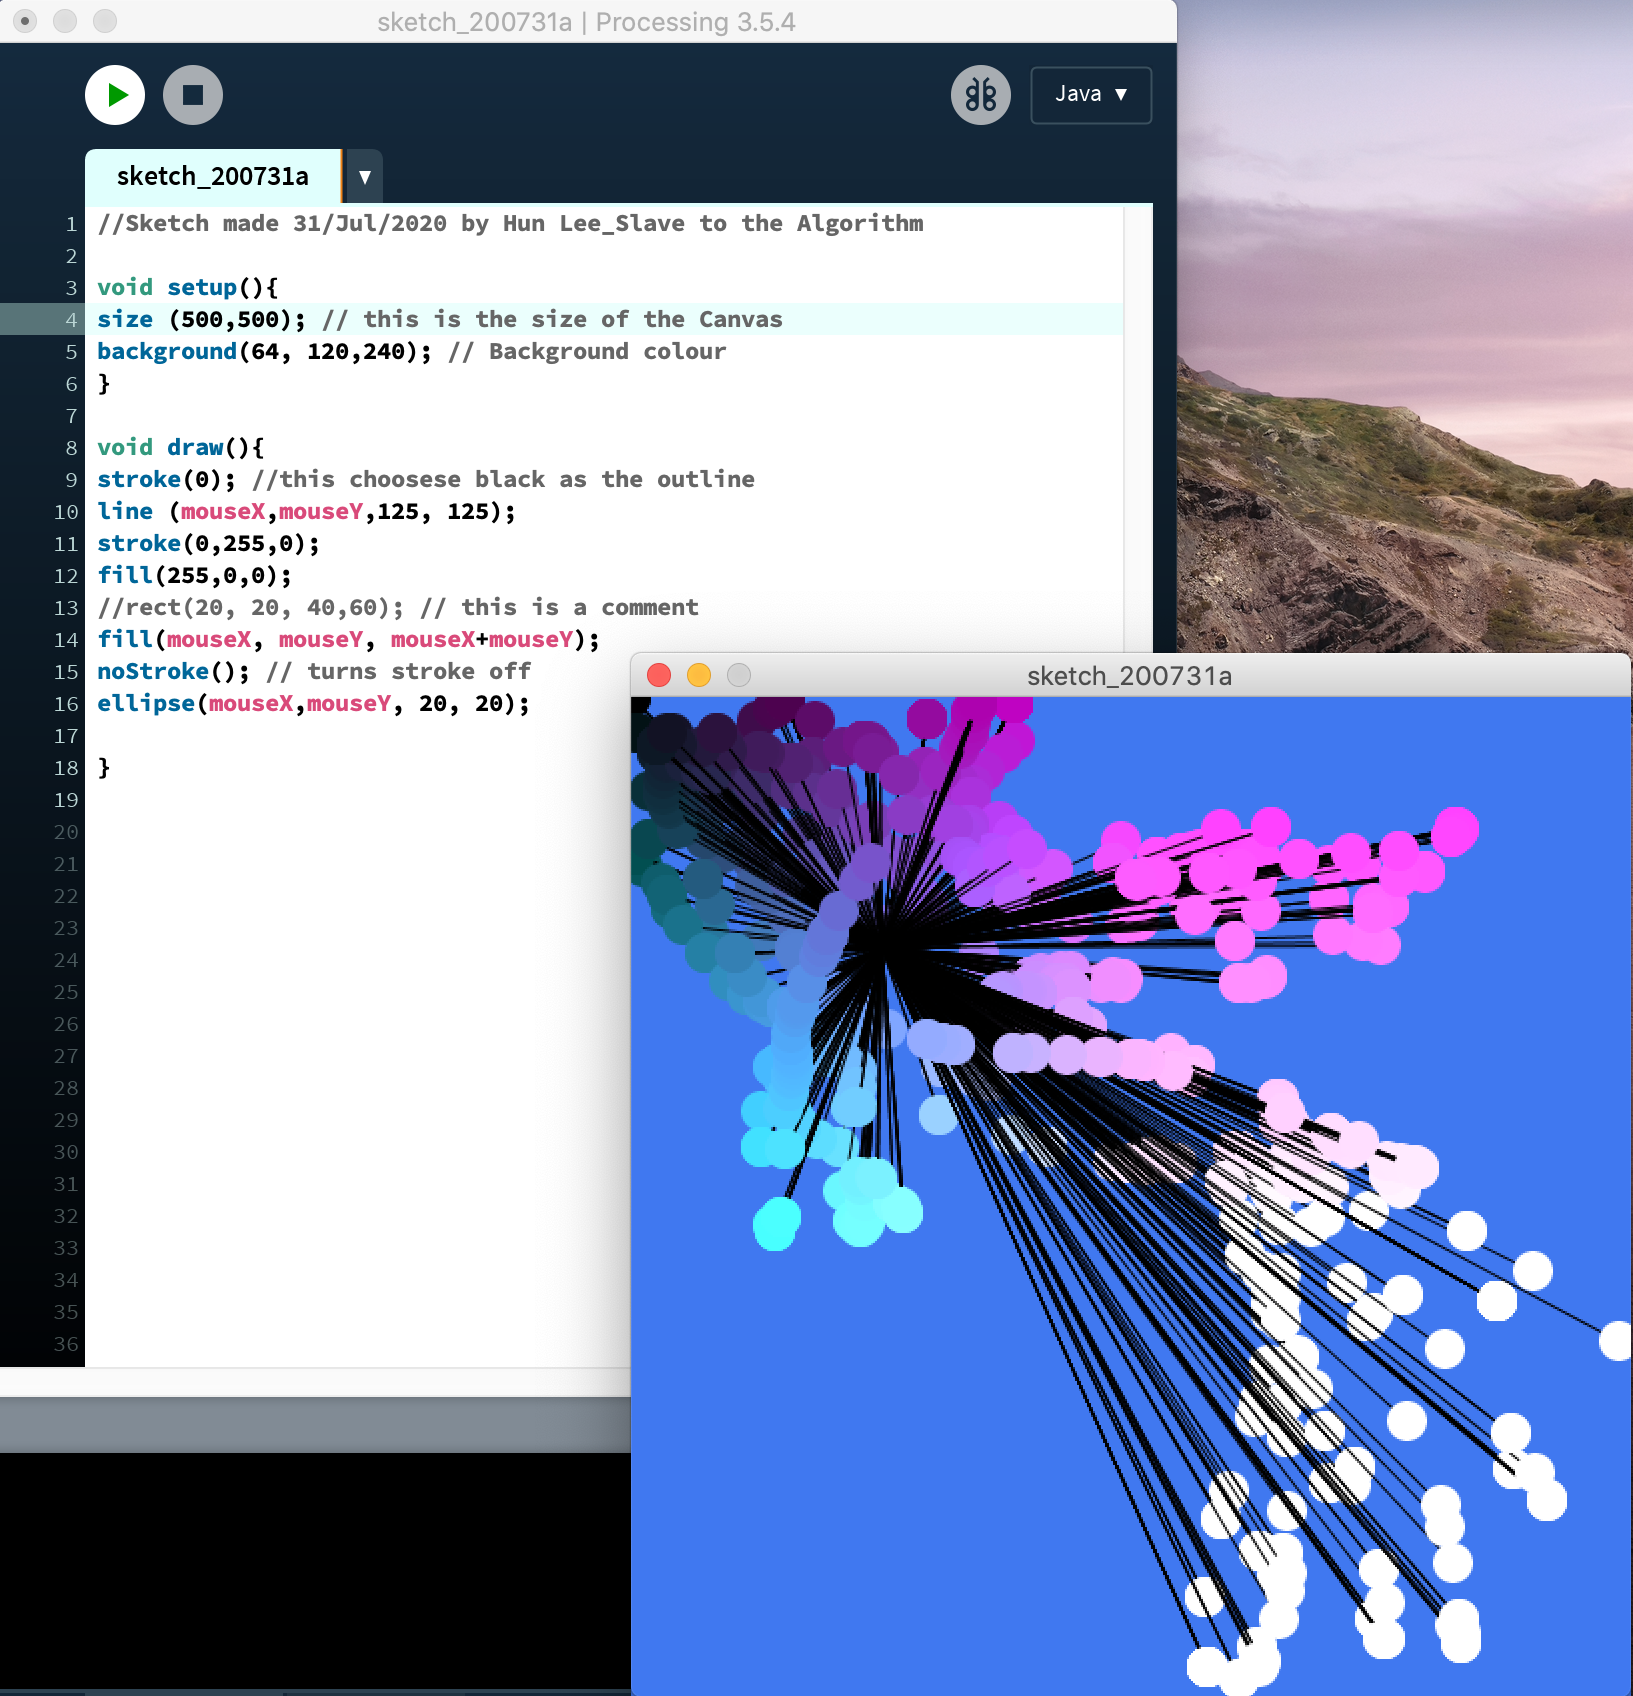 sketch_200731a | Processing 3.5.4
Java ▼
sketch_200731a ▼
1 //Sketch made 31/Jul/2020 by Hun Lee_Slave to the Algorithm
2
3 void setup(){
4 size (500,500); // this is the size of the Canvas
5 background(64, 120,240); // Background colour
6 }
7
8 void draw(){
9 stroke(0); //this choosese black as the outline
10 line (mouseX,mouseY,125, 125);
11 stroke(0,255,0);
12 fill(255,0,0);
13 //rect(20, 20, 40,60); // this is a comment
14 fill(mouseX, mouseY, mouseX+mouseY);
15 noStroke(); // turns stroke off
16 ellipse(mouseX,mouseY, 20, 20);
17
18 }
19
20
21
22
23
24
25
26
27
28
29
30
31
32
33
34
35
36
sketch_200731a